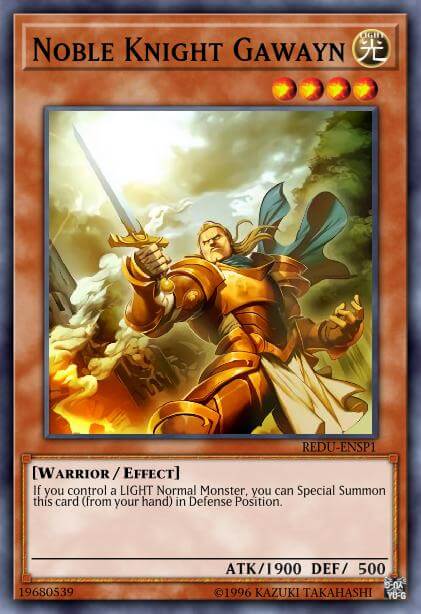 Noble Knight Gawayn
LIGHT
光
REDU-ENSP1
[Warrior / Effect]
If you control a LIGHT Normal Monster, you can Special Summon
this card (from your hand) in Defense Position.
ATK/1900 DEF/ 500
19680539
©1996 KAZUKI TAKAHASHI